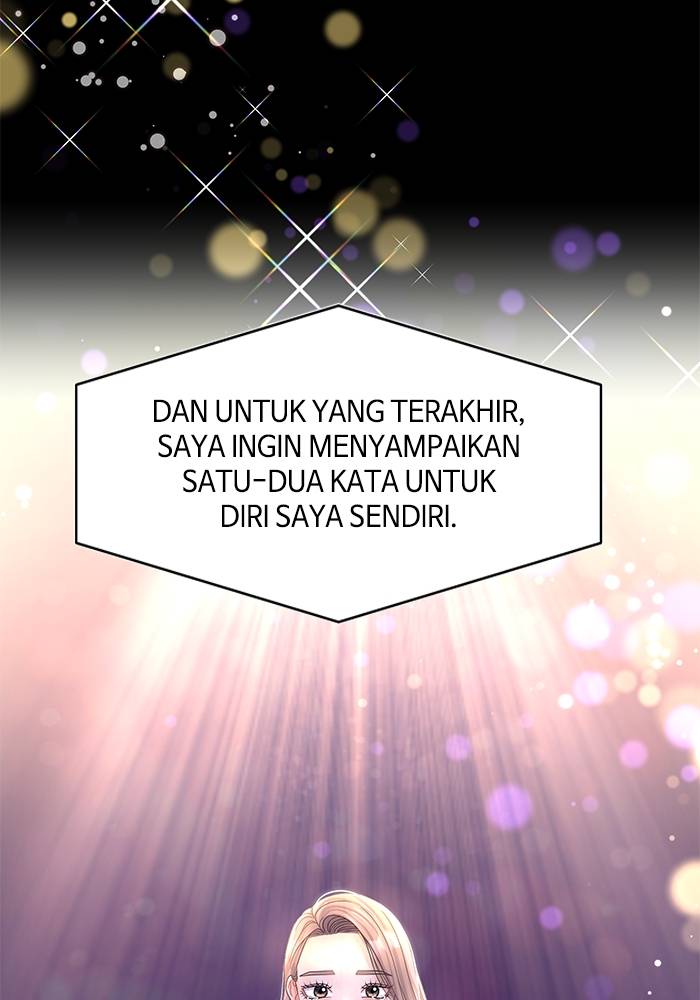 DAN UNTUK YANG TERAKHIR,
SAYA INGIN MENYAMPAIKAN
SATU-DUA KATA UNTUK
DIRI SAYA SENDIRI.